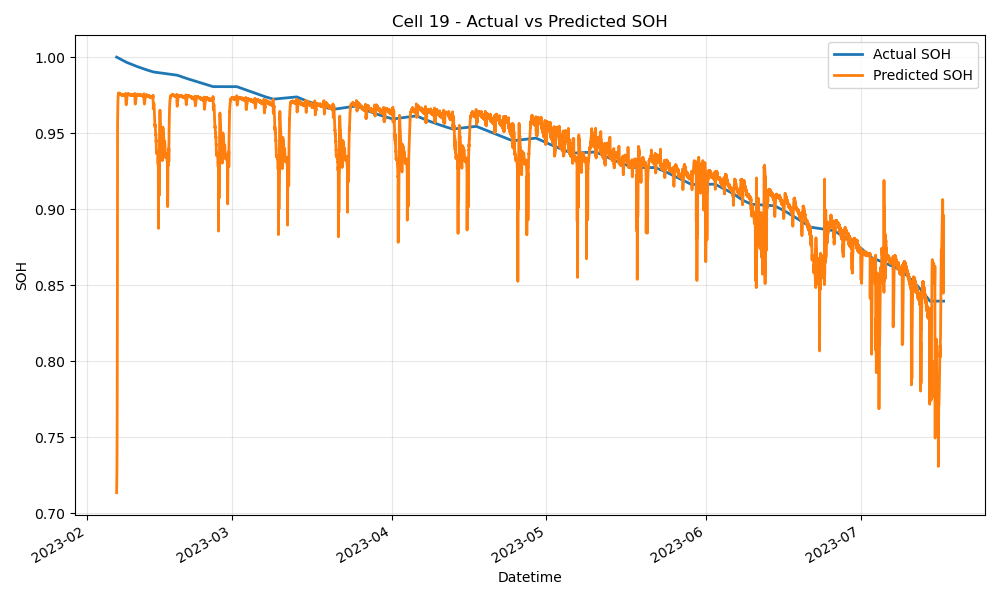 Cell 19 - Actual vs Predicted SOH
Actual SOH
Predicted SOH
SOH
1.00
0.95
0.90
0.85
0.80
0.75
0.70
2023-02
2023-03
2023-04
2023-05
2023-06
2023-07
Datetime